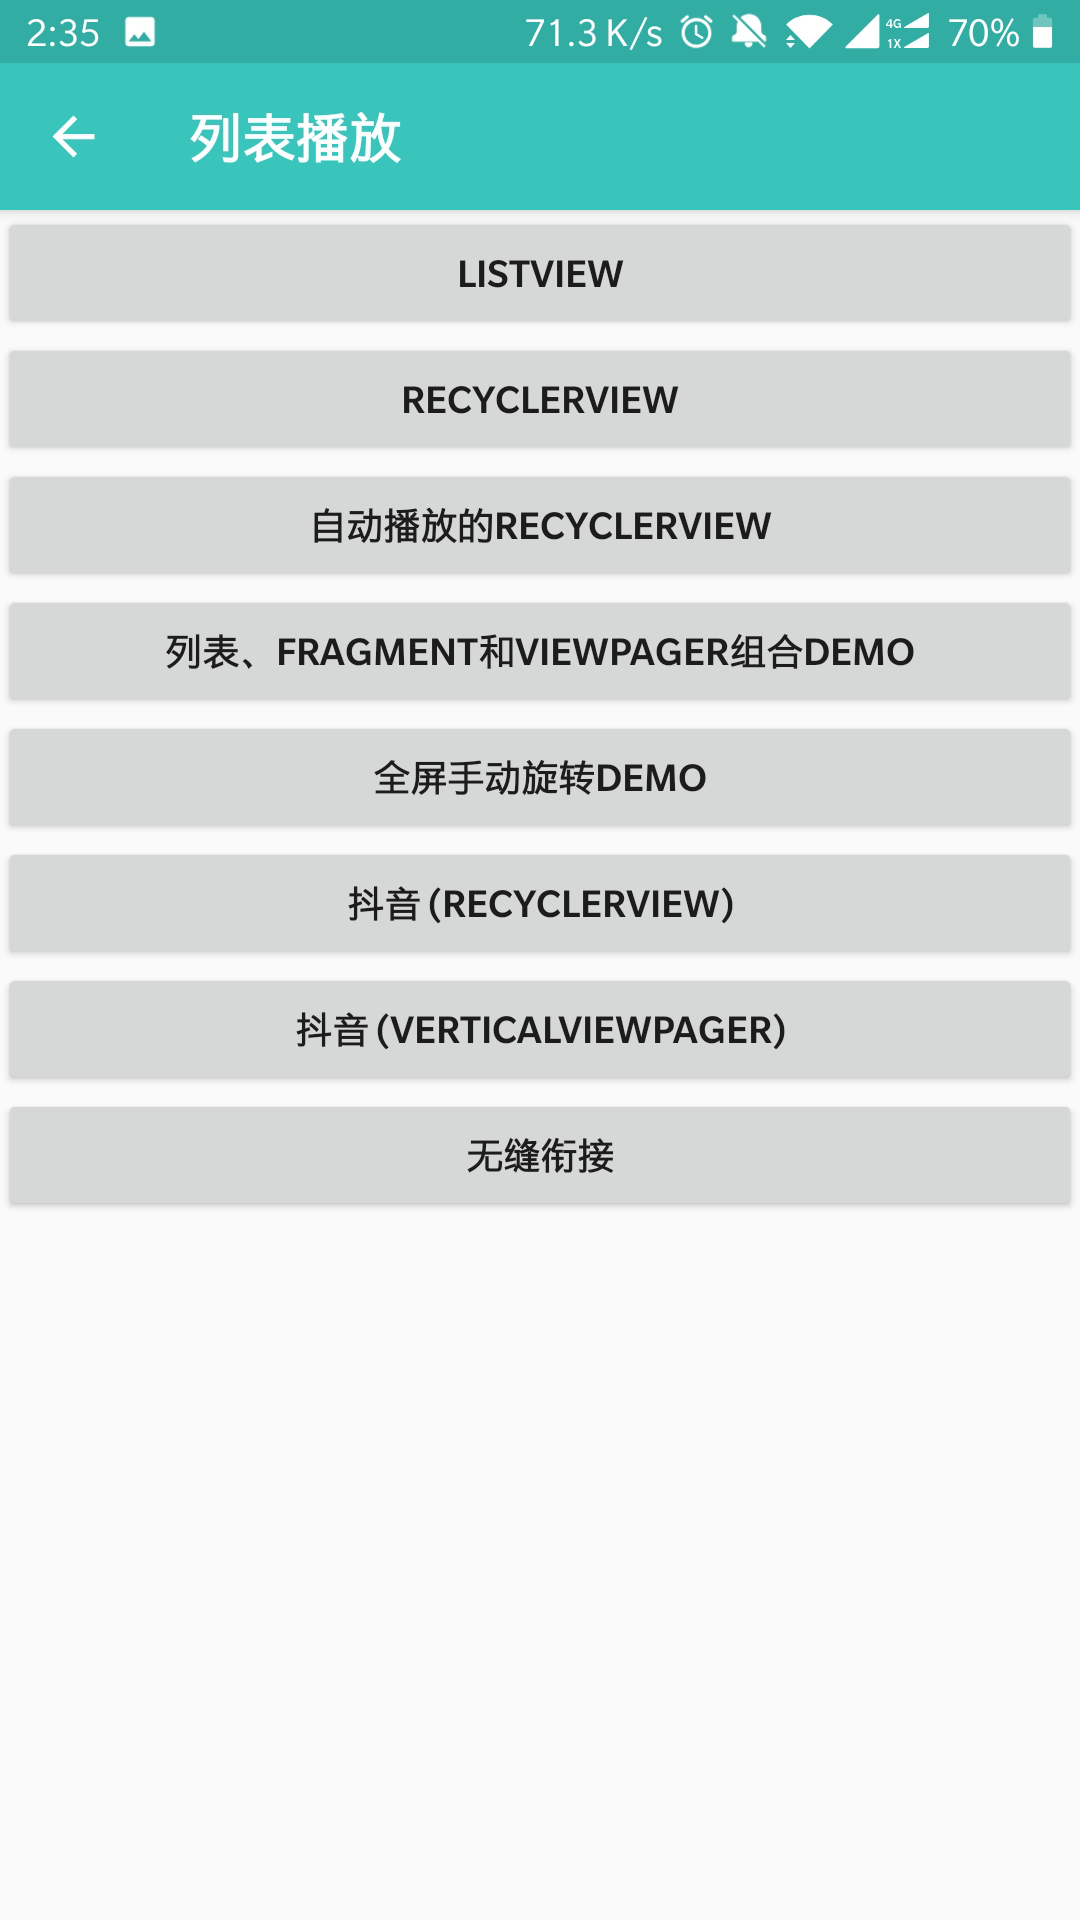 2:35 71.3 K/s 4G 1X 70%
列表播放
LISTVIEW
RECYCLERVIEW
自动播放的RECYCLERVIEW
列表、FRAGMENT和VIEWPAGER组合DEMO
全屏手动旋转DEMO
抖音(RECYCLERVIEW)
抖音(VERTICALVIEWPAGER)
无缝衔接